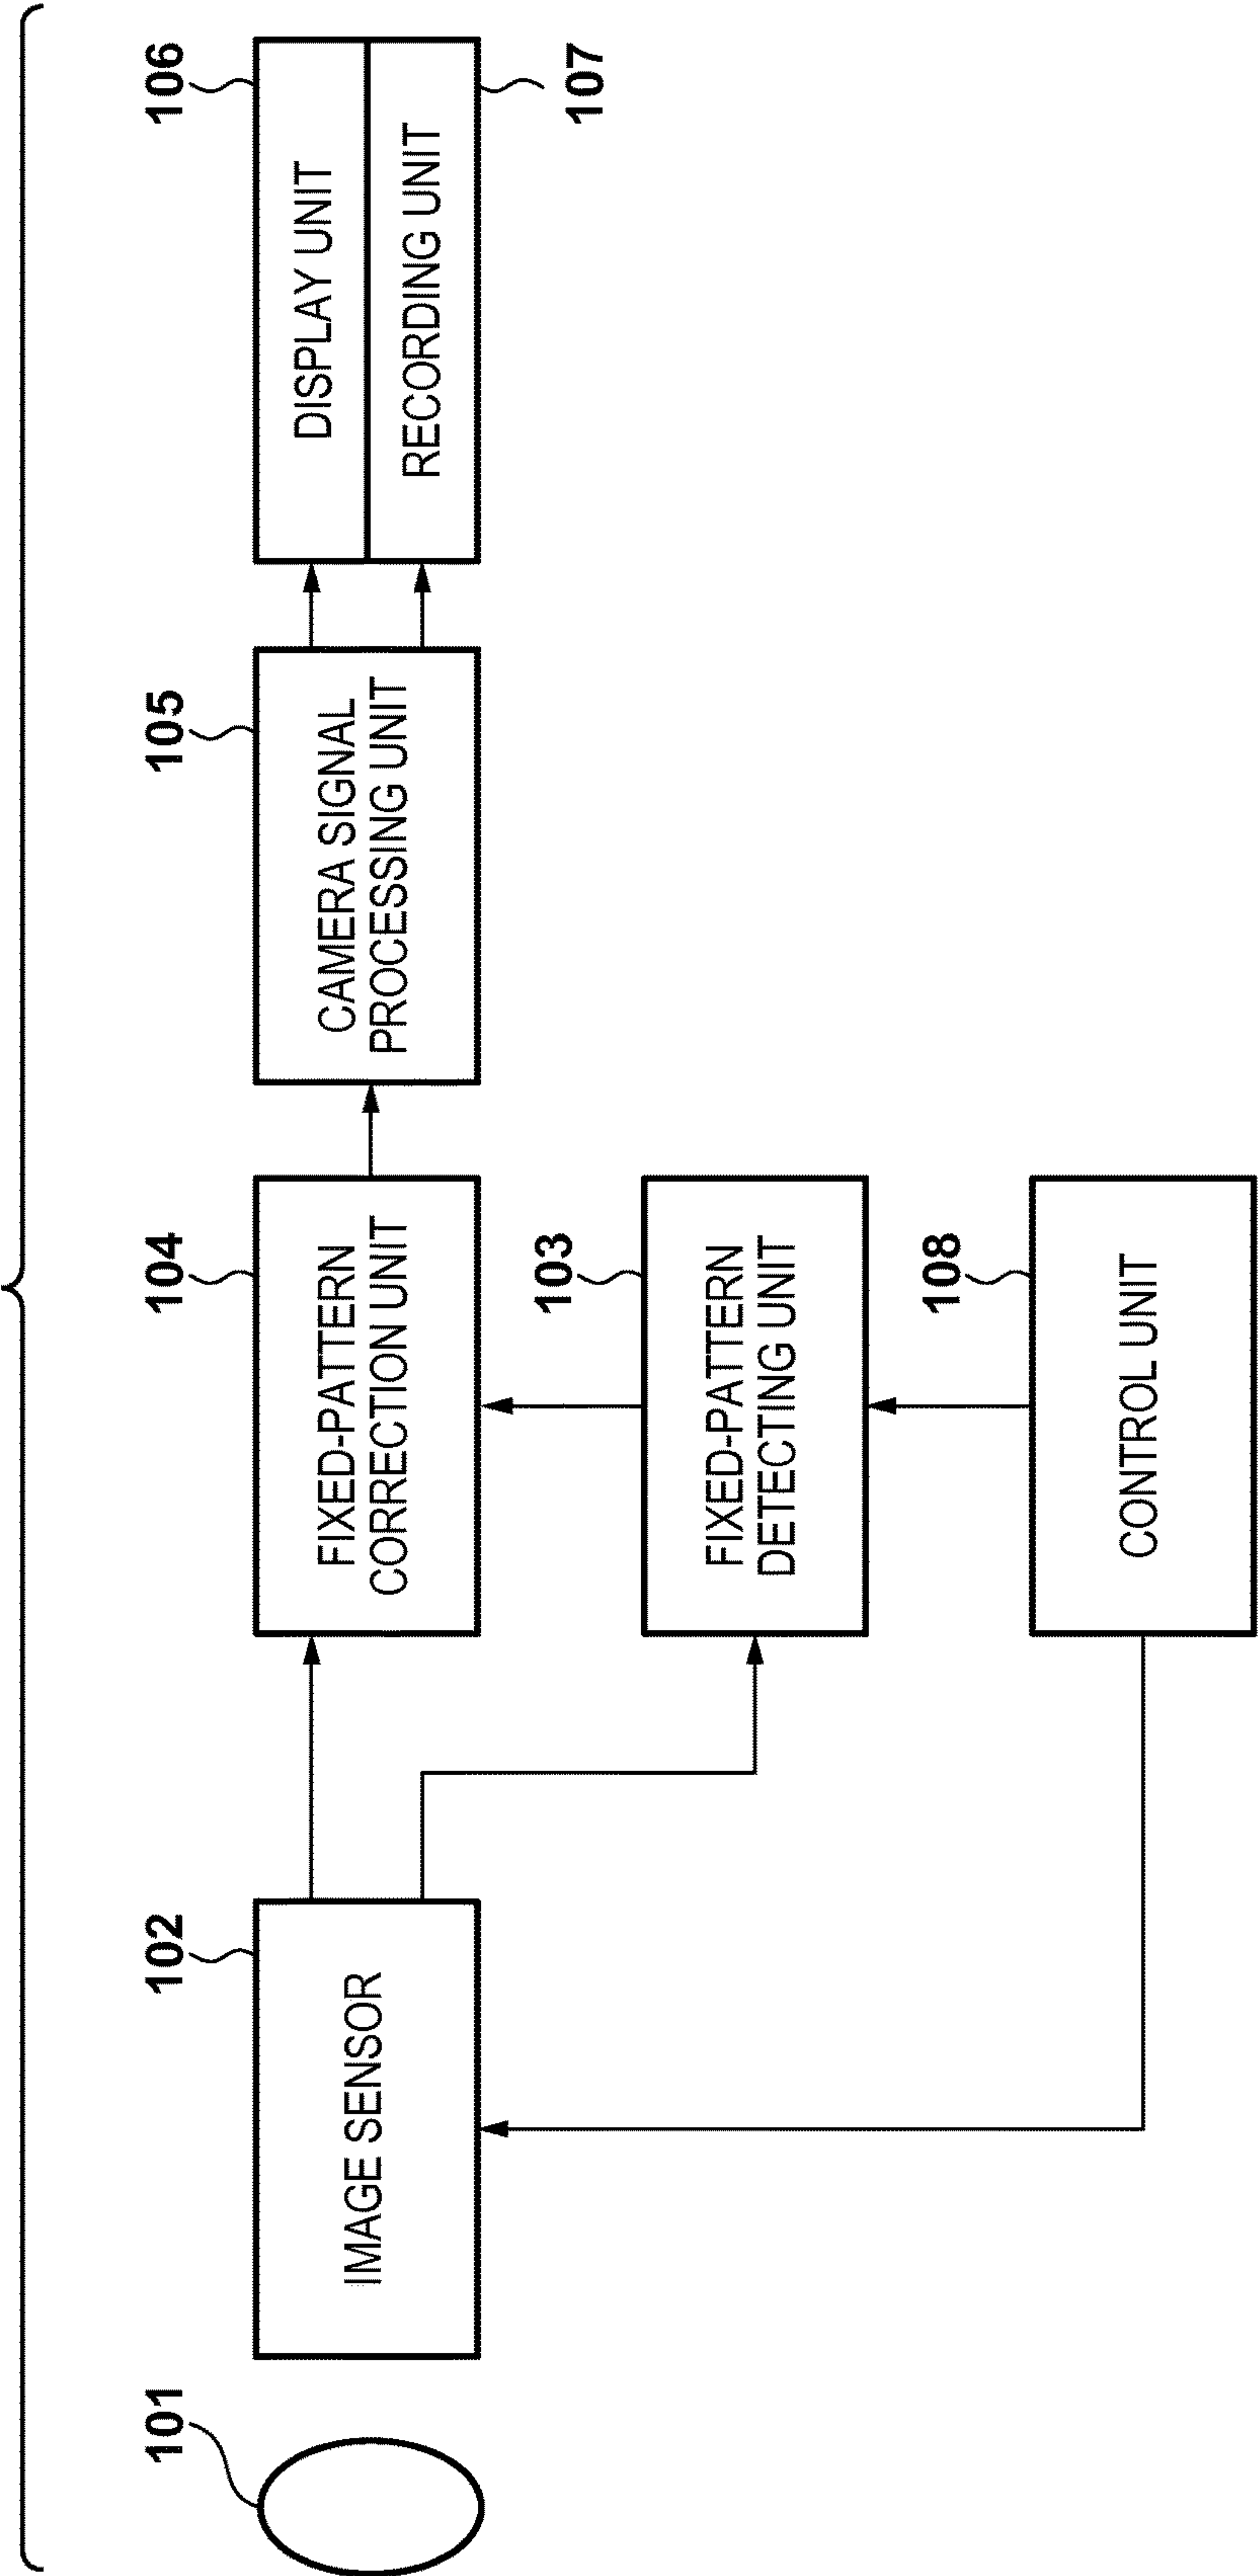 101
102
IMAGE SENSOR
104
FIXED-PATTERN
CORRECTION UNIT
105
CAMERA SIGNAL
PROCESSING UNIT
106
DISPLAY UNIT
RECORDING UNIT
107
103
FIXED-PATTERN
DETECTING UNIT
108
CONTROL UNIT